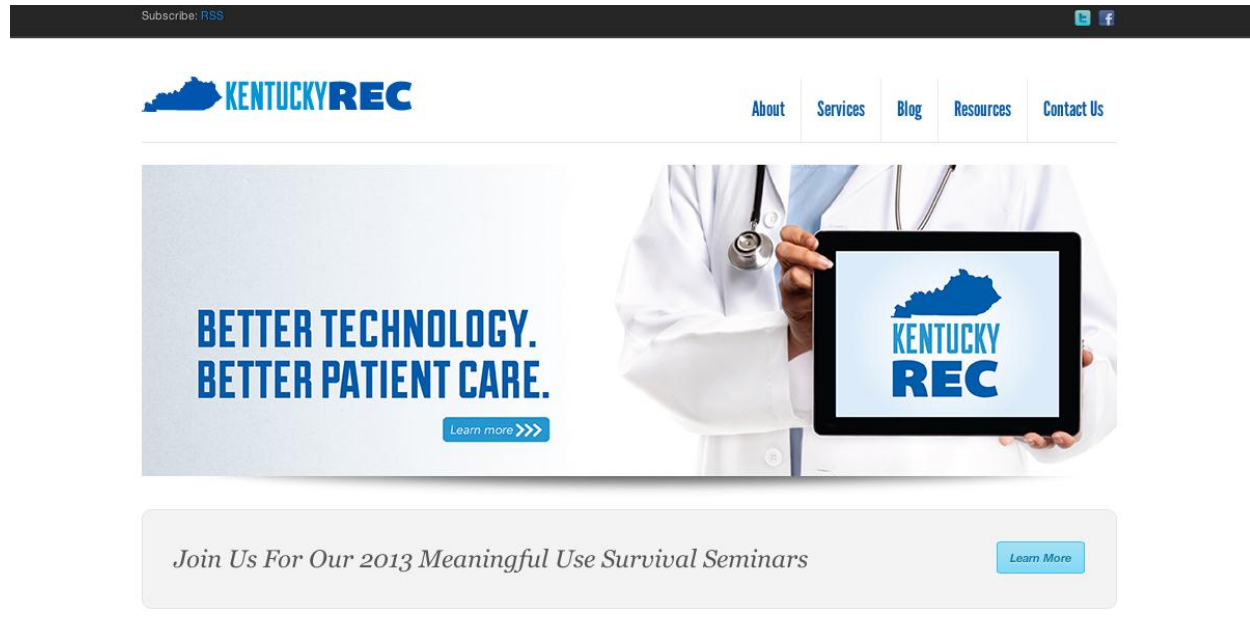 Subscribe: RSS
KENTUCKYREC
About Services Blog Resources Contact Us
BETTER TECHNOLOGY.
BETTER PATIENT CARE.
Learn more
KENTUCKY
REC
Join Us For Our 2013 Meaningful Use Survival Seminars
Learn More